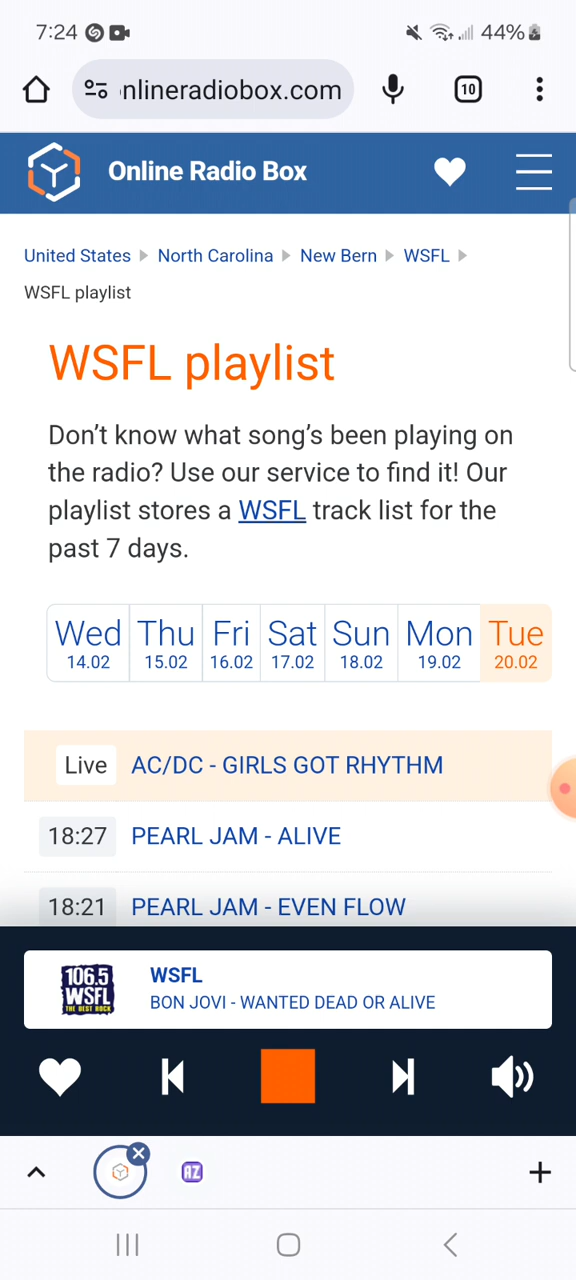 7:24 44%
nlineradiobox.com 10
Online Radio Box
United States North Carolina New Bern WSFL
WSFL playlist
WSFL playlist
Don’t know what song’s been playing on
the radio? Use our service to find it! Our
playlist stores a WSFL track list for the
past 7 days.
Wed Thu Fri Sat Sun Mon Tue
14.02 15.02 16.02 17.02 18.02 19.02 20.02
Live AC/DC - GIRLS GOT RHYTHM
18:27 PEARL JAM - ALIVE
18:21 PEARL JAM - EVEN FLOW
106.5
WSFL
THE BEST ROCK
WSFL
BON JOVI - WANTED DEAD OR ALIVE
AZ